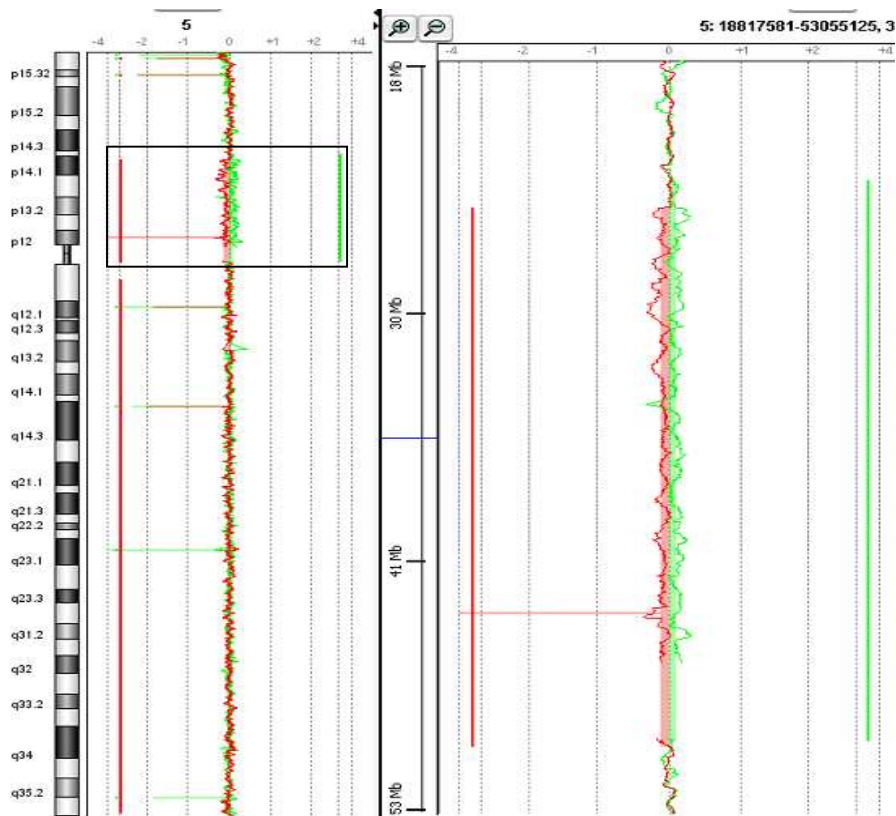 5
-4 -2 -1 0 +1 +2 +4
p15.32
p15.2
p14.3
p14.1
p13.2
p12
q12.1
q12.3
q13.2
q14.1
q14.3
q21.1
q21.3
q22.2
q23.1
q23.3
q31.2
q32
q33.2
q34
q35.2
5: 18817581-53055125, 3
-4 -2 -1 0 +1 +2 +4
18 Mb
30 Mb
41 Mb
53 Mb